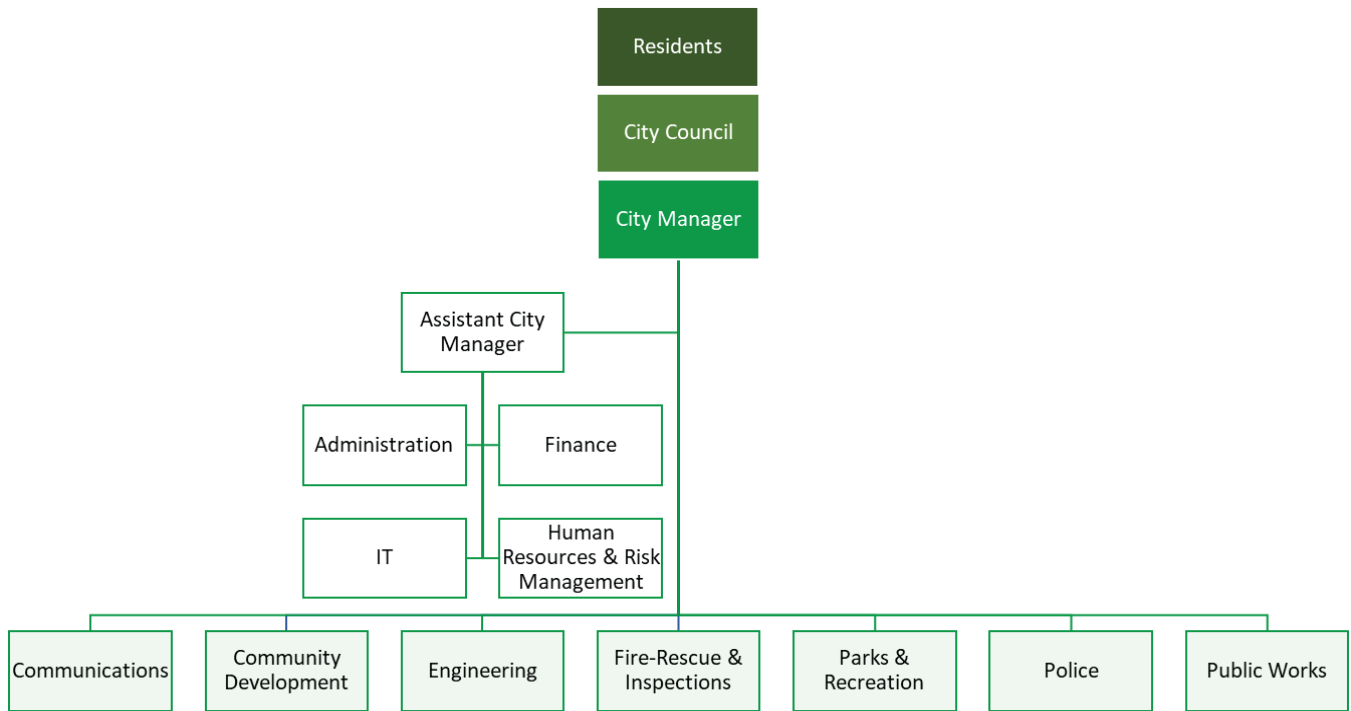 Residents
City Council
City Manager
Assistant City
Manager
Administration
Finance
IT
Human
Resources & Risk
Management
Communications
Community
Development
Engineering
Fire-Rescue &
Inspections
Parks &
Recreation
Police
Public Works